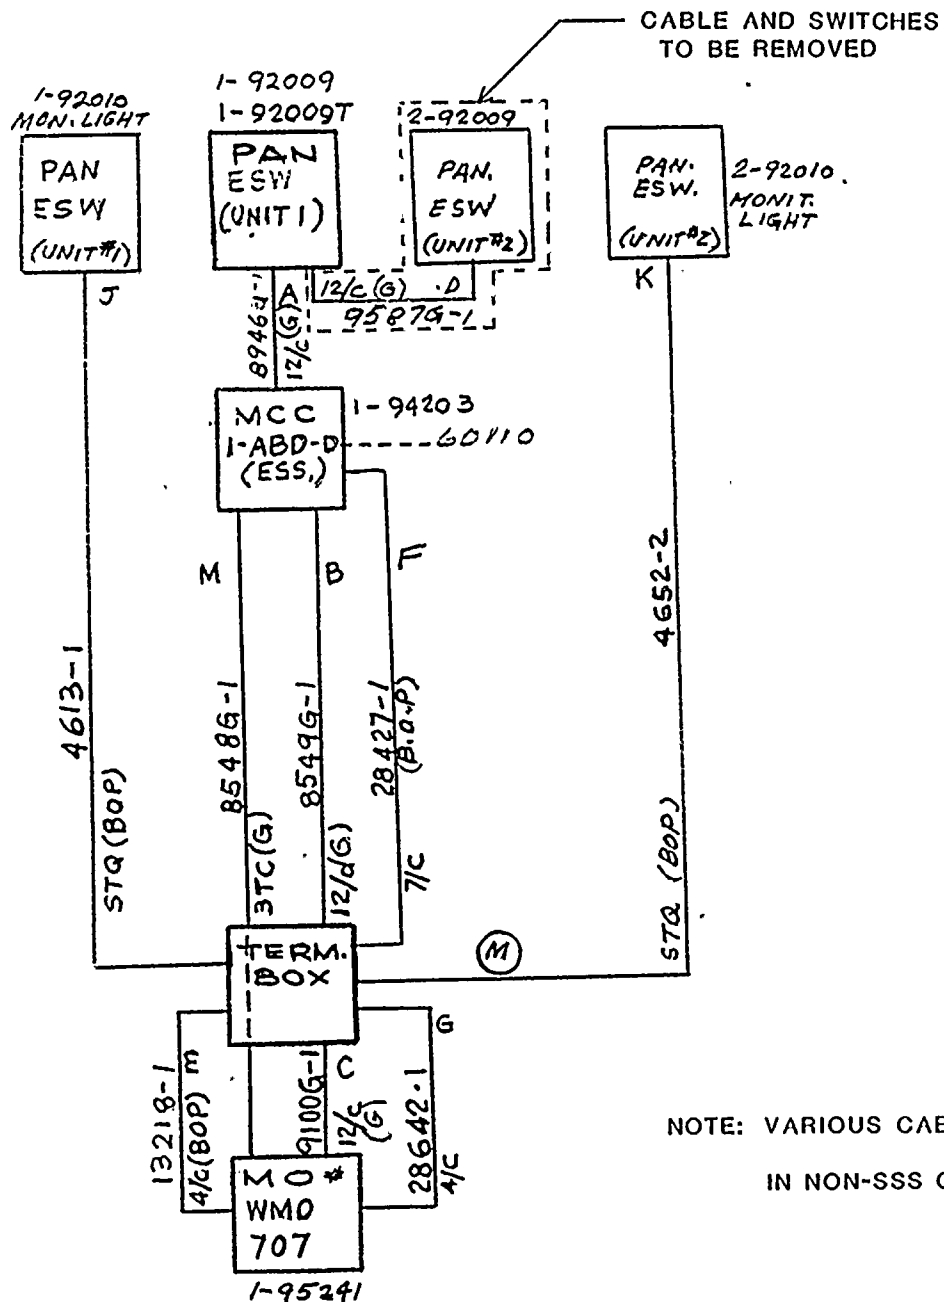 CABLE AND SWITCHES
TO BE REMOVED
1-92010
MON. LIGHT
PAN
ESW
(UNIT#1)
J
1-92009
1-92009T
PAN
ESW
(UNIT 1)
2-92009
PAN.
ESW
(UNIT#2)
PAN.
ESW.
(UNIT#2)
2-92010
MONIT.
LIGHT
K
A
12/C (G)
12/C (G) D
9587G-1
MCC
1-ABD-D
(ESS.)
1-94203
M
B
F
4613-1
STQ (BOP)
8548G-1
3TC(G)
8549G-1
28427-1
(B.O.P)
7/C
4652-2
STQ (BOP)
TERM.
BOX
M
G
13218-1
4/C(BOP) m
9100G-1
C
12/C
(G)
28642-1
4/C
MO #
WMO
707
1-95241
NOTE: VARIOUS CAB
IN NON-SSS C